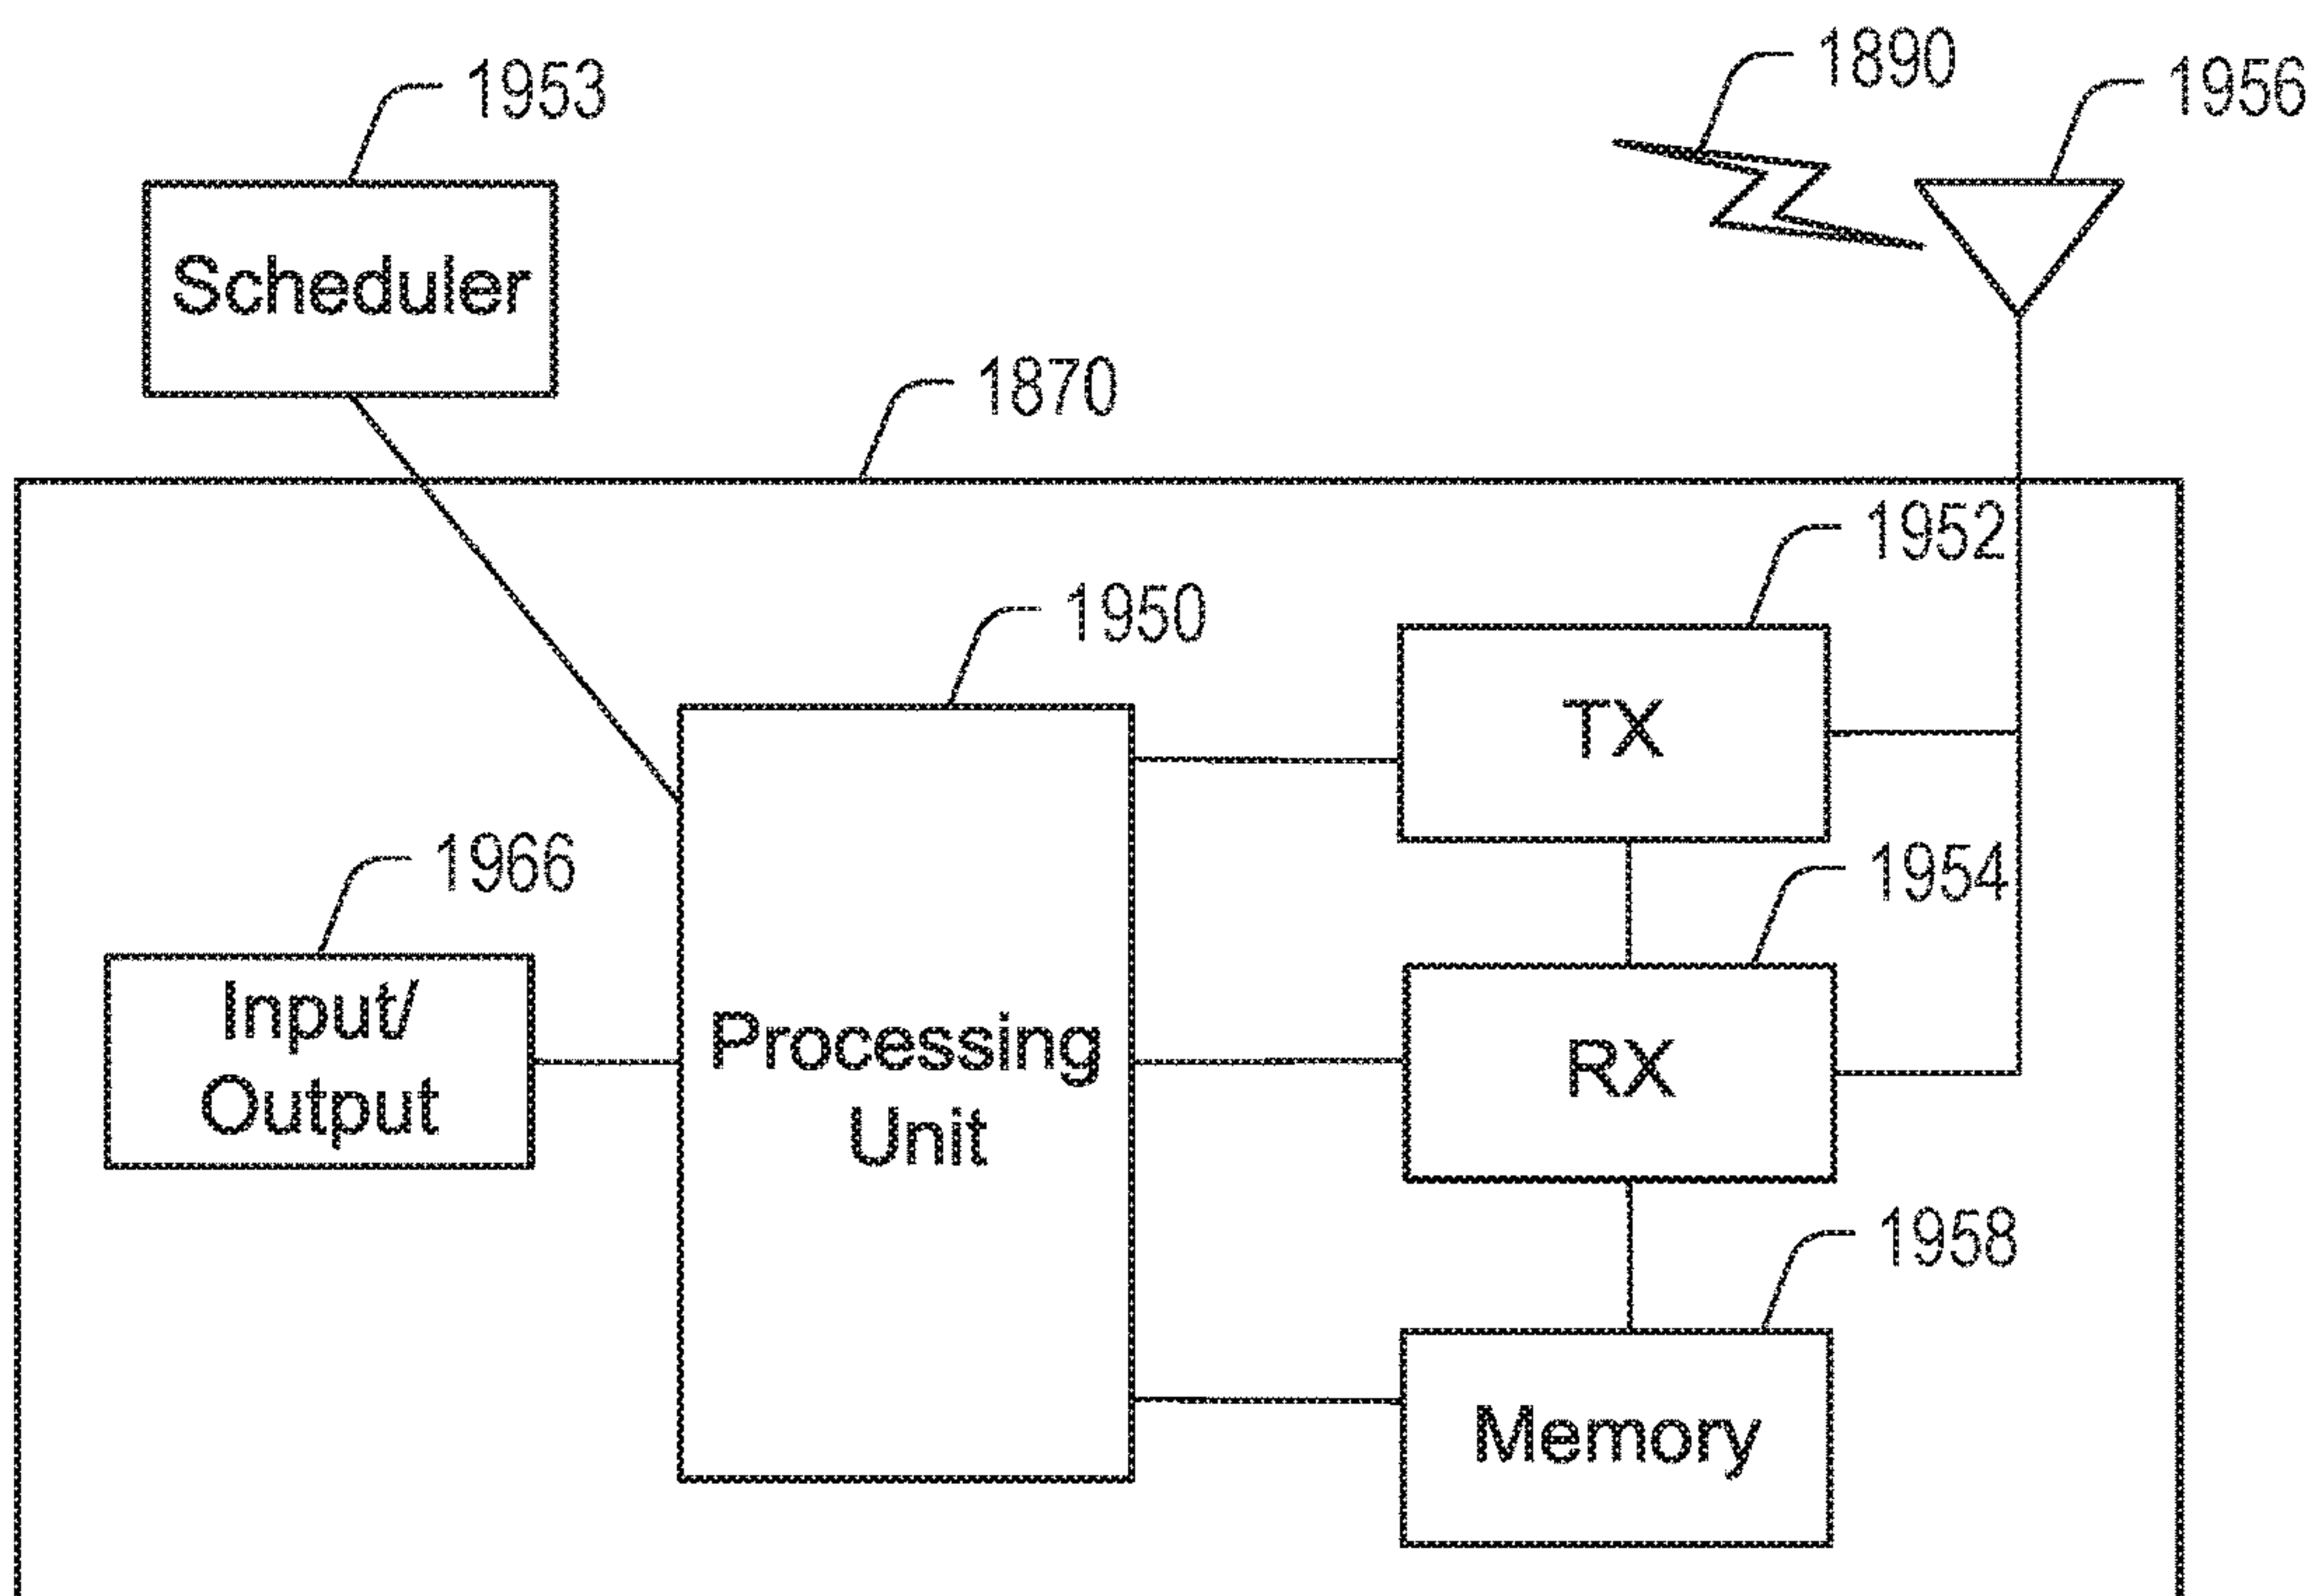 1890
1956
1953
Scheduler
1870
1952
1950
TX
1966
1954
Input/
Output
Processing
Unit
RX
1958
Memory